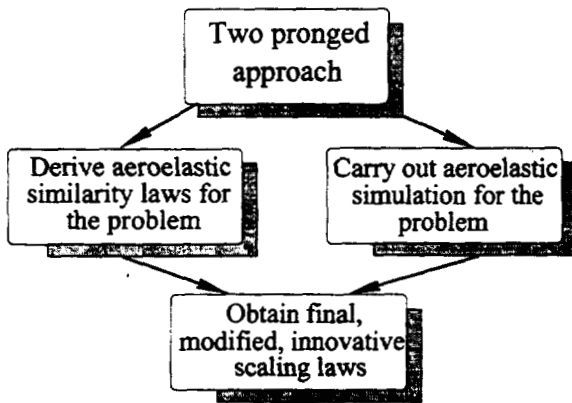 Two pronged
approach
Derive aeroelastic
similarity laws for
the problem
Carry out aeroelastic
simulation for the
problem
Obtain final,
modified, innovative
scaling laws